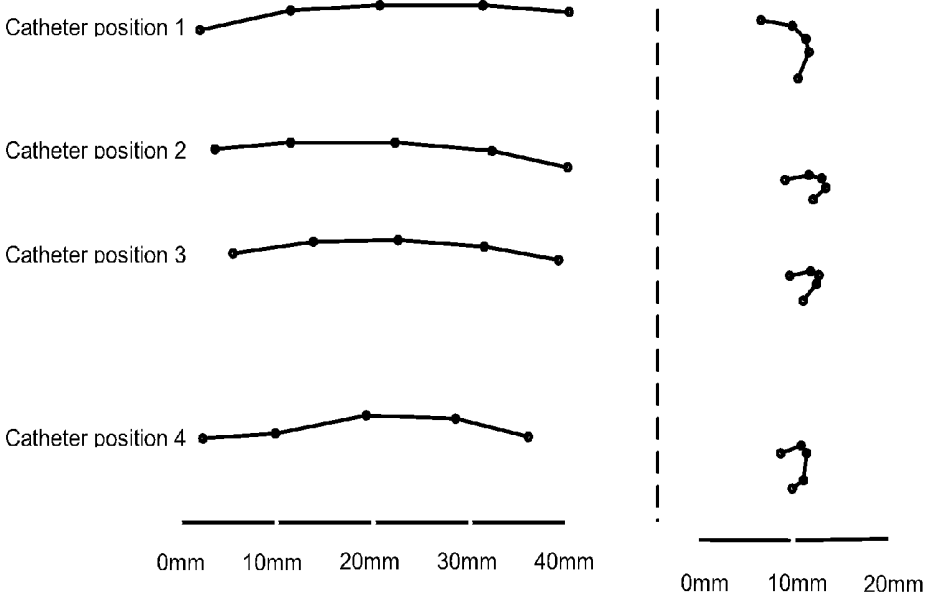 Catheter position 1
Catheter position 2
Catheter position 3
Catheter position 4
0mm 10mm 20mm 30mm 40mm
0mm 10mm 20mm